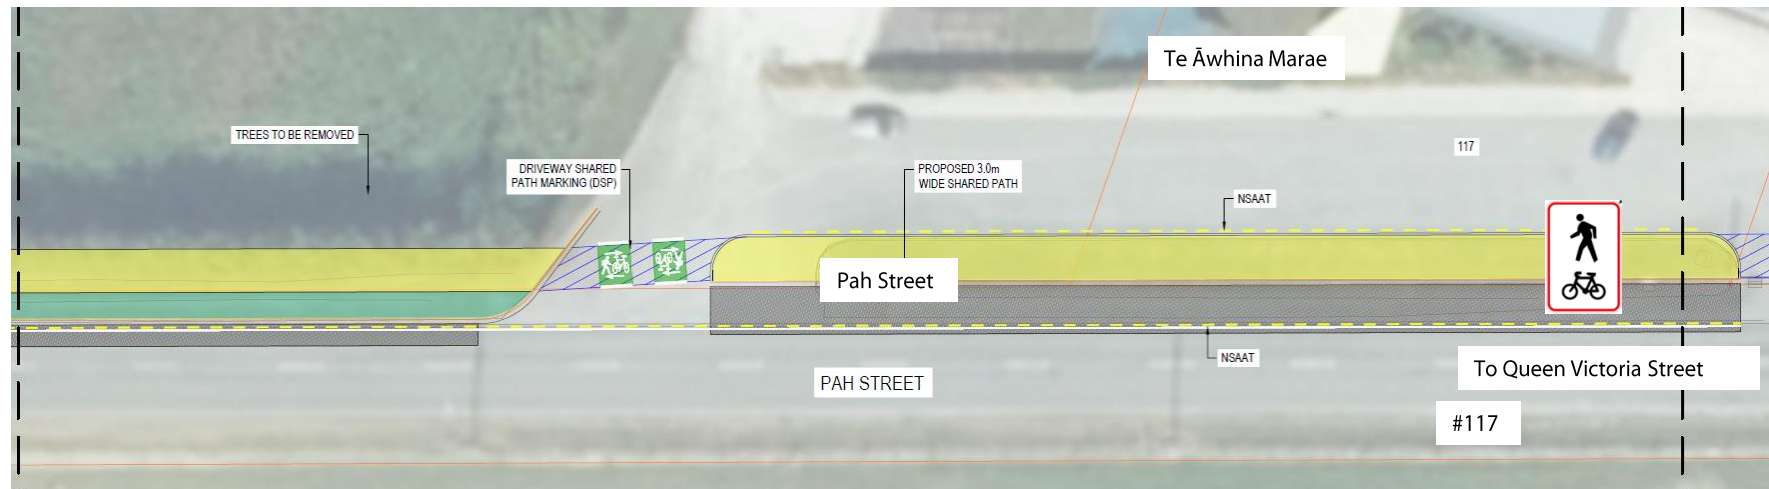 Te Āwhina Marae
TREES TO BE REMOVED
117
DRIVEWAY SHARED
PATH MARKING (DSP)
PROPOSED 3.0m
WIDE SHARED PATH
NSAAT
Pah Street
NSAAT
To Queen Victoria Street
PAH STREET
#117